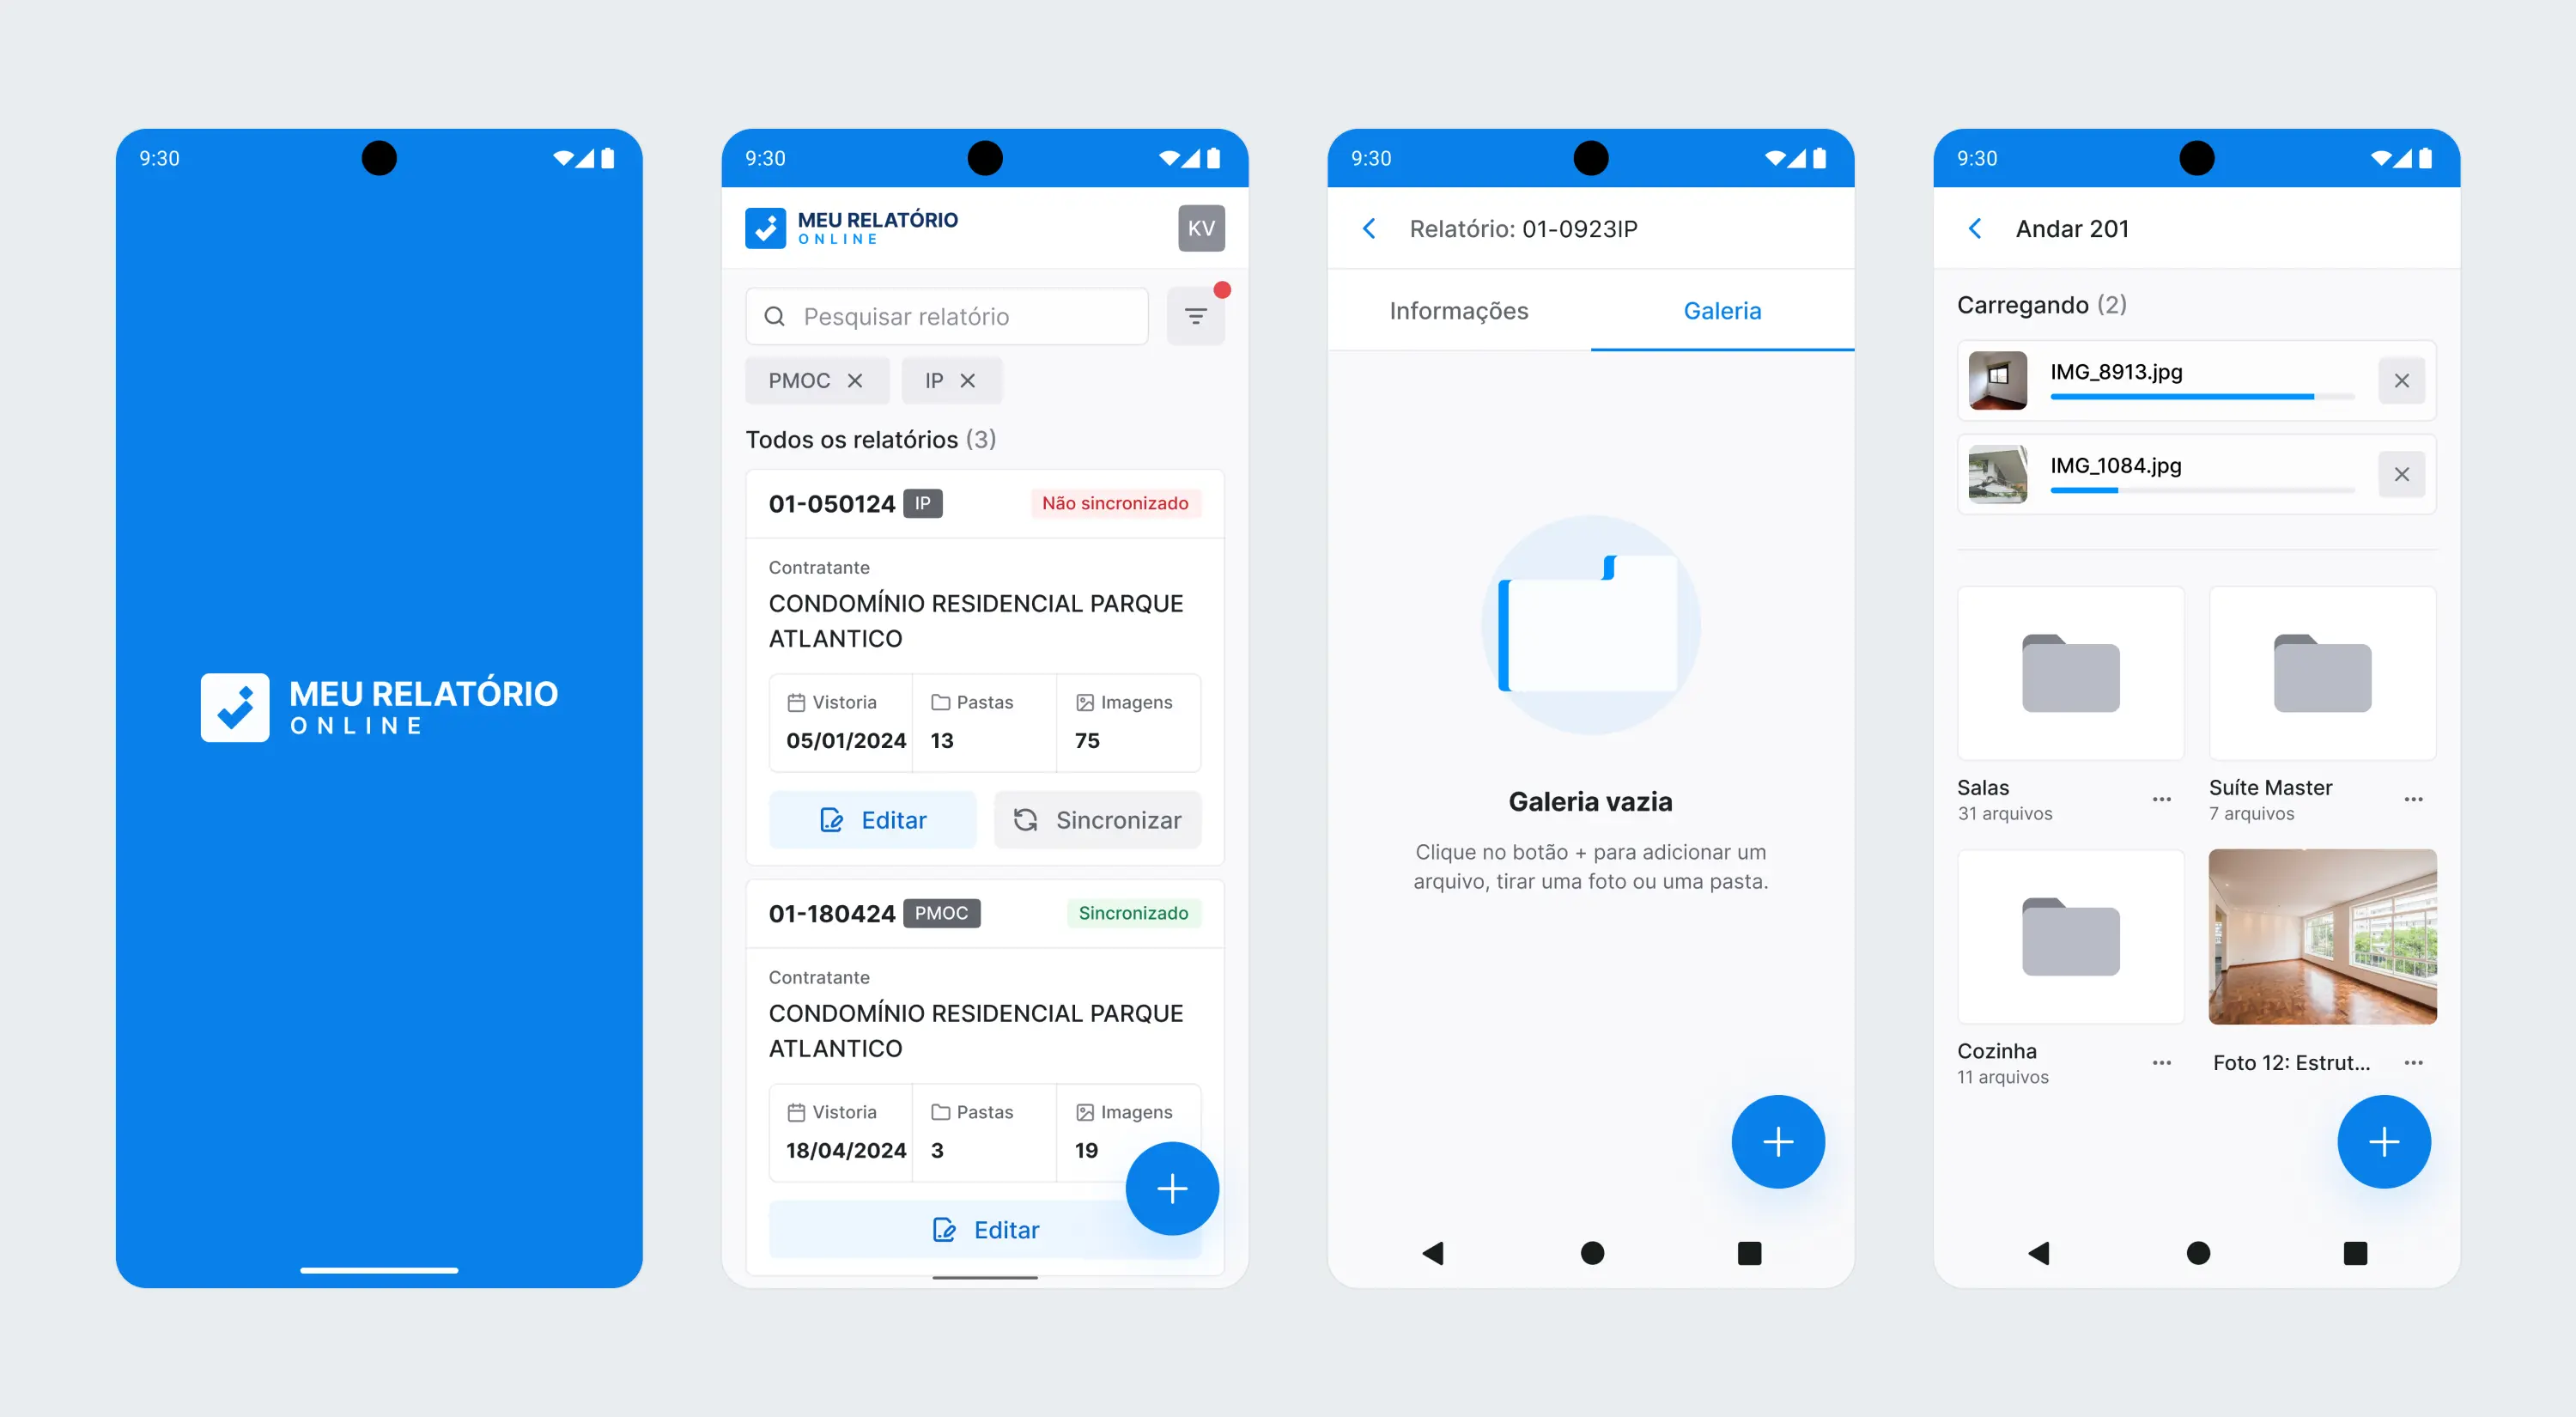 9:30
MEU RELATÓRIO
ONLINE
9:30
MEU RELATÓRIO
ONLINE
KV
Pesquisar relatório
PMOC
IP
Todos os relatórios (3)
01-050124 IP Não sincronizado
Contratante
CONDOMÍNIO RESIDENCIAL PARQUE
ATLANTICO
Vistoria Pastas Imagens
05/01/2024 13 75
Editar Sincronizar
01-180424 PMOC Sincronizado
Contratante
CONDOMÍNIO RESIDENCIAL PARQUE
ATLANTICO
Vistoria Pastas Imagens
18/04/2024 3 19
Editar
9:30
Relatório: 01-0923IP
Informações Galeria
Galeria vazia
Clique no botão + para adicionar um
arquivo, tirar uma foto ou uma pasta.
9:30
Andar 201
Carregando (2)
IMG_8913.jpg
IMG_1084.jpg
Salas
31 arquivos
Suíte Master
7 arquivos
Cozinha
11 arquivos
Foto 12: Estrut...